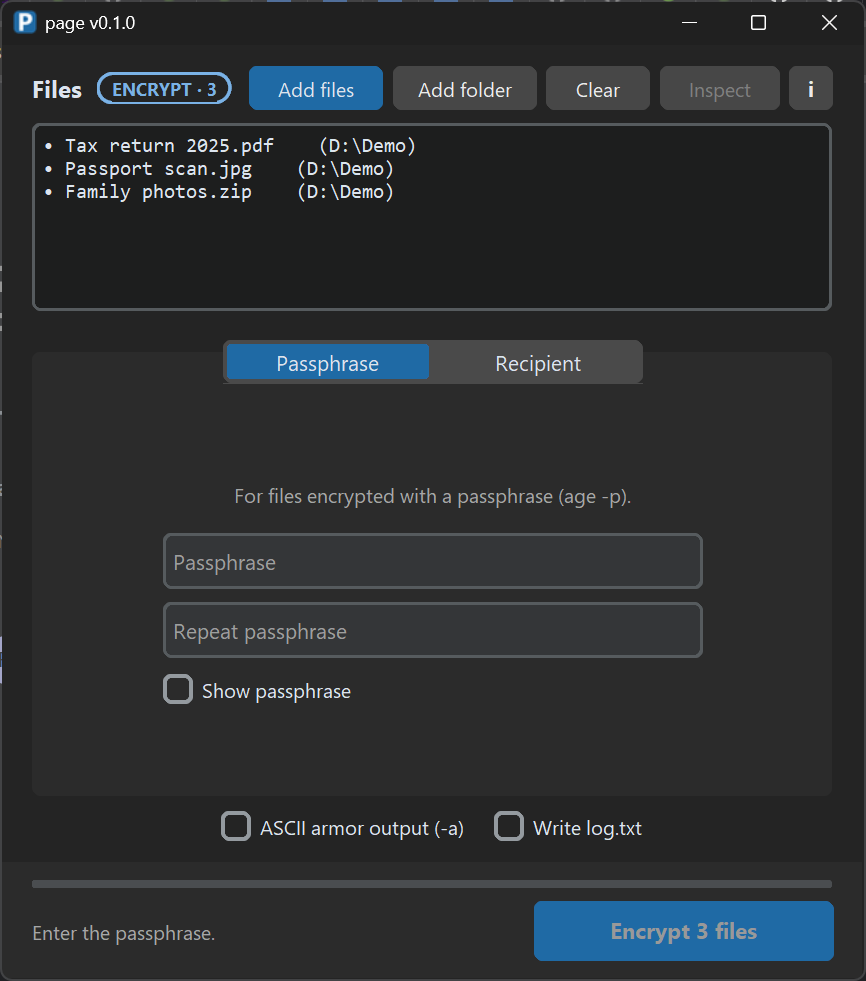 P page v0.1.0
Files ENCRYPT · 3 Add files Add folder Clear Inspect i
• Tax return 2025.pdf (D:\Demo)
• Passport scan.jpg (D:\Demo)
• Family photos.zip (D:\Demo)
Passphrase Recipient
For files encrypted with a passphrase (age -p).
Passphrase
Repeat passphrase
Show passphrase
ASCII armor output (-a) Write log.txt
Enter the passphrase. Encrypt 3 files